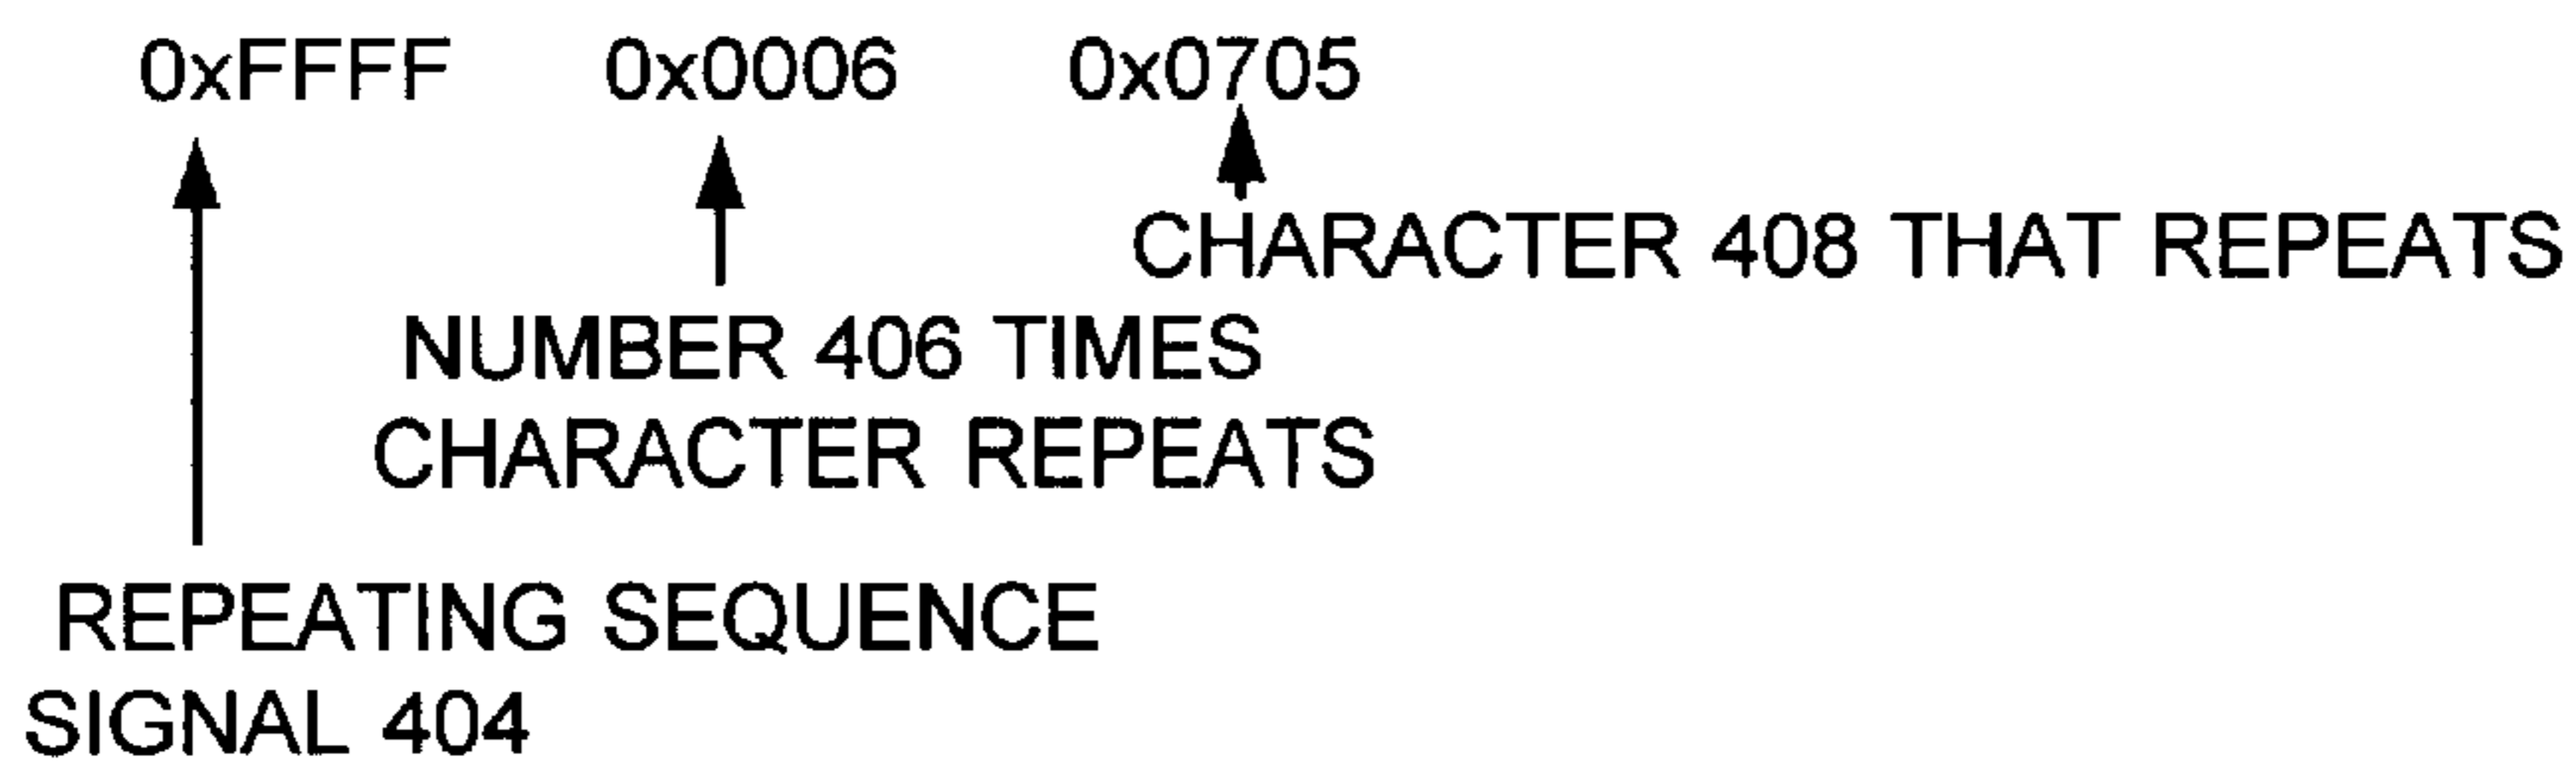 0xFFFF 0x0006 0x0705
CHARACTER 408 THAT REPEATS
NUMBER 406 TIMES
CHARACTER REPEATS
REPEATING SEQUENCE
SIGNAL 404